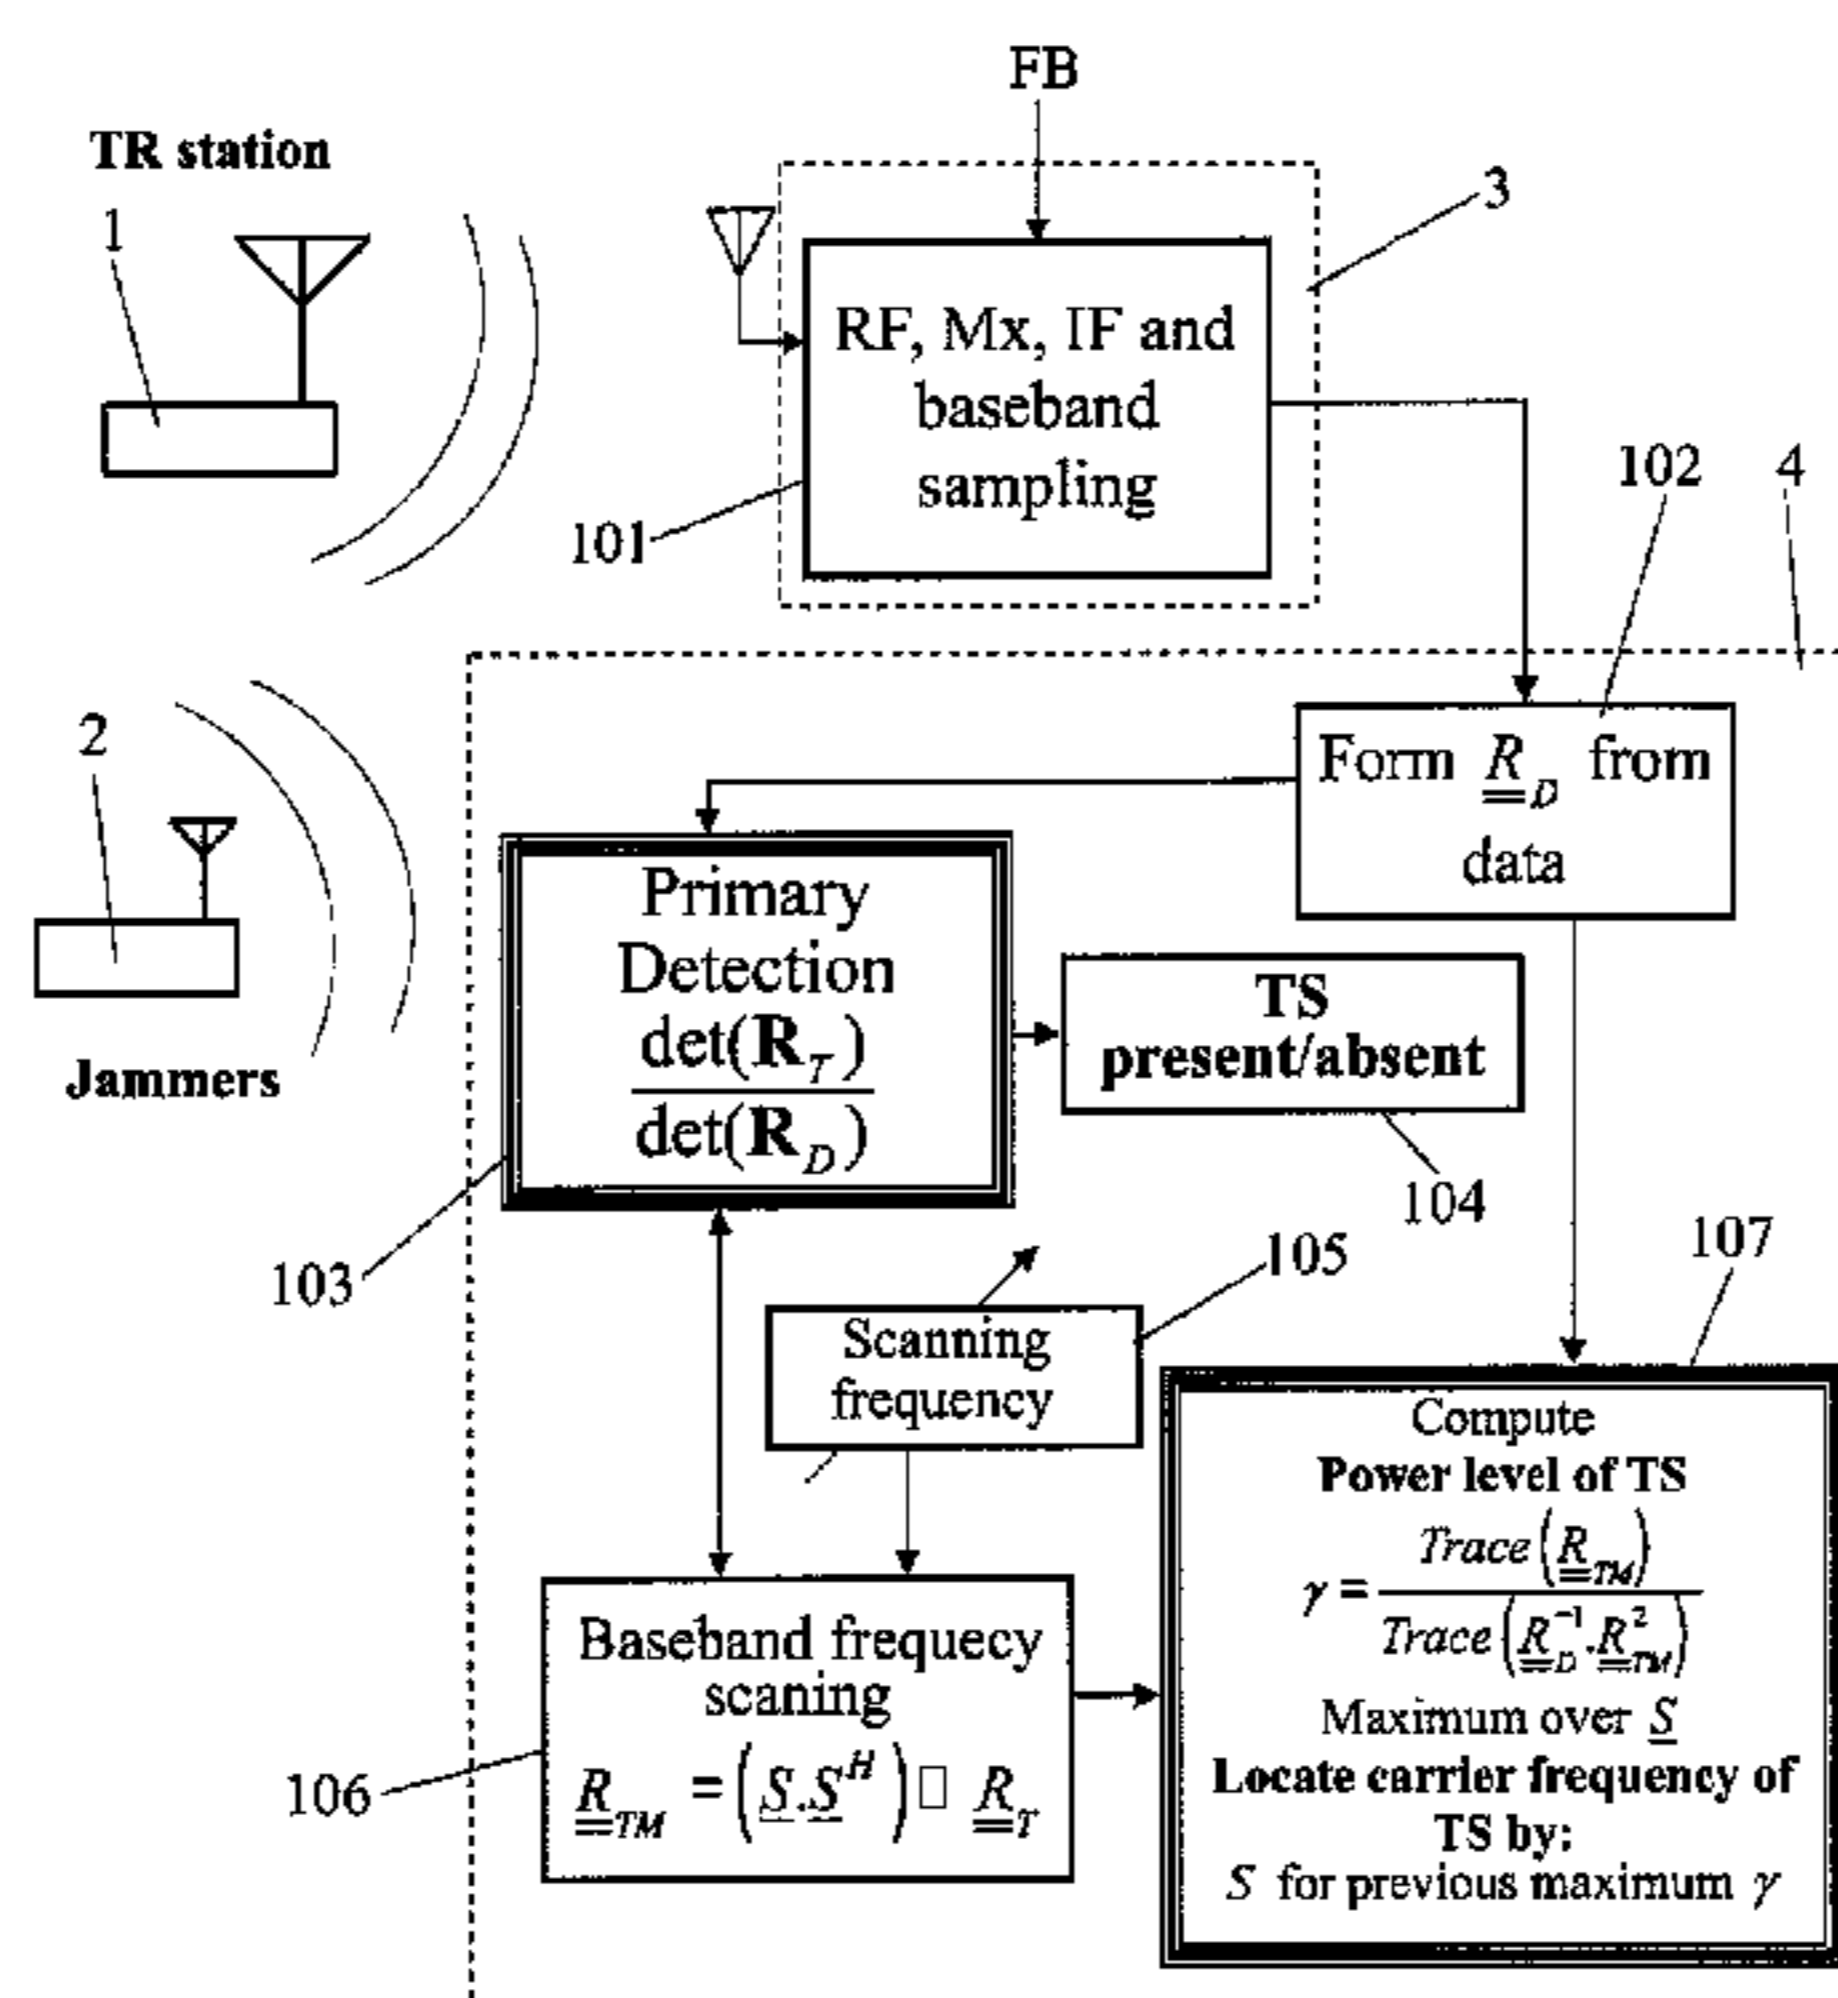 FB
TR station
1
3
RF, Mx, IF and
baseband
sampling
101
102
4
2
Form R_D from
data
Primary
Detection
det(R_T)
det(R_D)
TS
present/absent
Jammers
103
104
105
107
Scanning
frequency
Compute
Power level of TS
γ = Trace(R_TM)
Trace(R_D^-1.R_TM^2)
Maximum over S
Locate carrier frequency of
TS by:
S for previous maximum γ
Baseband frequecy
scaning
R_TM = (S.S^H) □ R_T
106